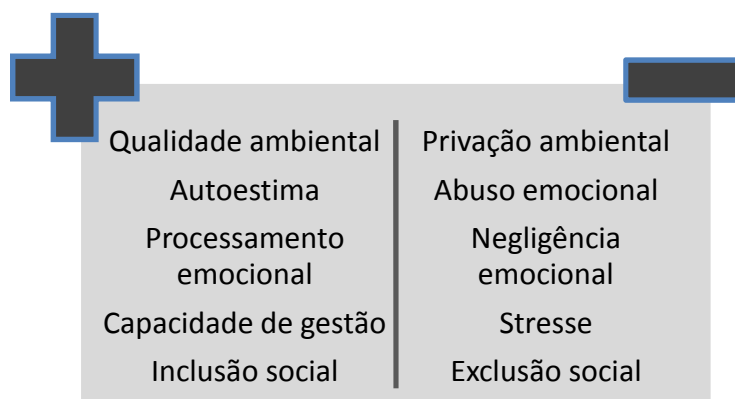 Qualidade ambiental
Autoestima
Processamento
emocional
Capacidade de gestão
Inclusão social
Privação ambiental
Abuso emocional
Negligência
emocional
Stresse
Exclusão social